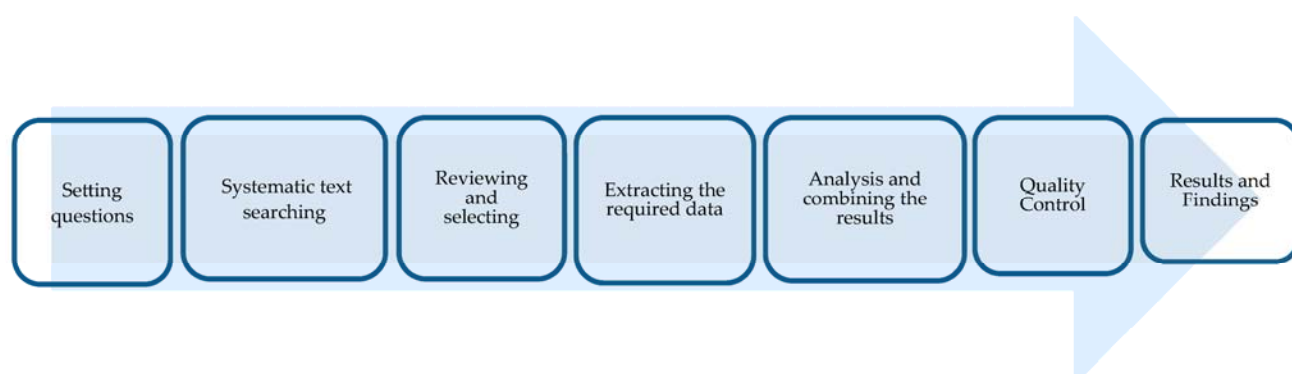 Setting
questions
Systematic text
searching
Reviewing
and
selecting
Extracting the
required data
Analysis and
combining the
results
Quality
Control
Results and
Findings